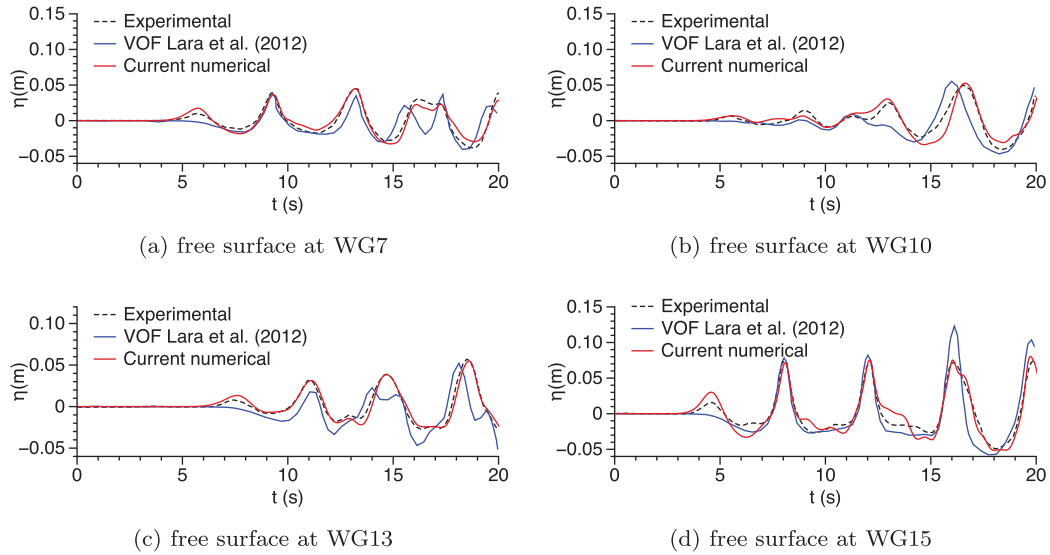 0.15
0.10
0.05
0
−0.05
η(m)
Experimental
VOF Lara et al. (2012)
Current numerical
0 5 10 15 20
t (s)
(a) free surface at WG7
0.15
0.10
0.05
0
−0.05
η(m)
Experimental
VOF Lara et al. (2012)
Current numerical
0 5 10 15 20
t (s)
(b) free surface at WG10
0.10
0.05
0
−0.05
η(m)
Experimental
VOF Lara et al. (2012)
Current numerical
0 5 10 15 20
t (s)
(c) free surface at WG13
0.15
0.10
0.05
0
−0.05
η(m)
Experimental
VOF Lara et al. (2012)
Current numerical
0 5 10 15 20
t (s)
(d) free surface at WG15